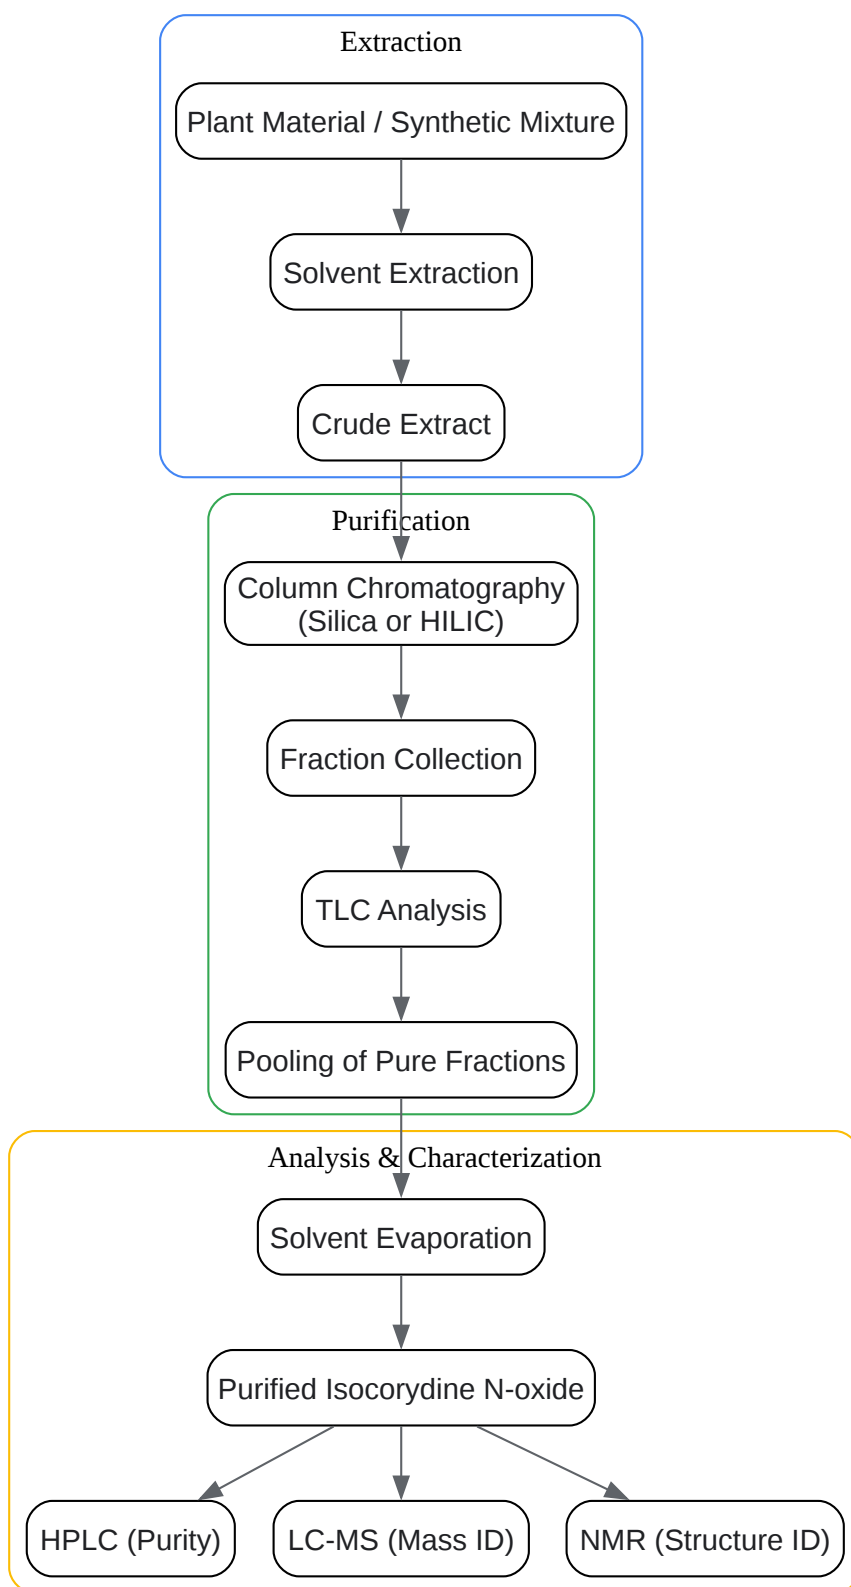 Extraction
Plant Material / Synthetic Mixture
Solvent Extraction
Crude Extract
Purification
Column Chromatography
(Silica or HILIC)
Fraction Collection
TLC Analysis
Pooling of Pure Fractions
Analysis & Characterization
Solvent Evaporation
Purified Isocorydine N-oxide
HPLC (Purity)
LC-MS (Mass ID)
NMR (Structure ID)